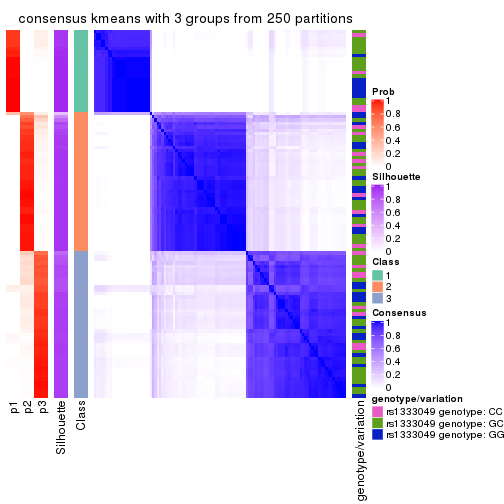 consensus kmeans with 3 groups from 250 partitions
p1
p2
p3
Silhouette
Class
genotype/variation
Prob
1
0.8
0.6
0.4
0.2
0
Silhouette
1
0.8
0.6
0.4
0.2
0
Class
1
2
3
Consensus
1
0.8
0.6
0.4
0.2
0
genotype/variation
rs1333049 genotype: CC
rs1333049 genotype: GC
rs1333049 genotype: GG